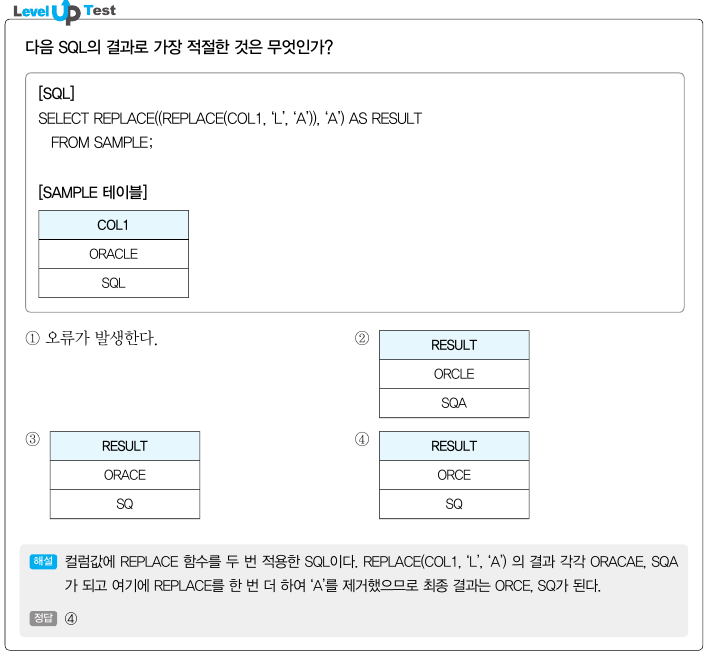 Level Up Test
다음 SQL의 결과로 가장 적절한 것은 무엇인가?
[SQL]
SELECT REPLACE((REPLACE(COL1, ‘L’, ‘A’)), ‘A’) AS RESULT
FROM SAMPLE;
[SAMPLE 테이블]
COL1
ORACLE
SQL
① 오류가 발생한다.
②
RESULT
ORCLE
SQA
③
RESULT
ORACE
SQ
④
RESULT
ORCE
SQ
해설 컬럼값에 REPLACE 함수를 두 번 적용한 SQL이다. REPLACE(COL1, ‘L’, ‘A’) 의 결과 각각 ORACAE, SQA
가 되고 여기에 REPLACE를 한 번 더 하여 ‘A’를 제거했으므로 최종 결과는 ORCE, SQ가 된다.
정답 ④